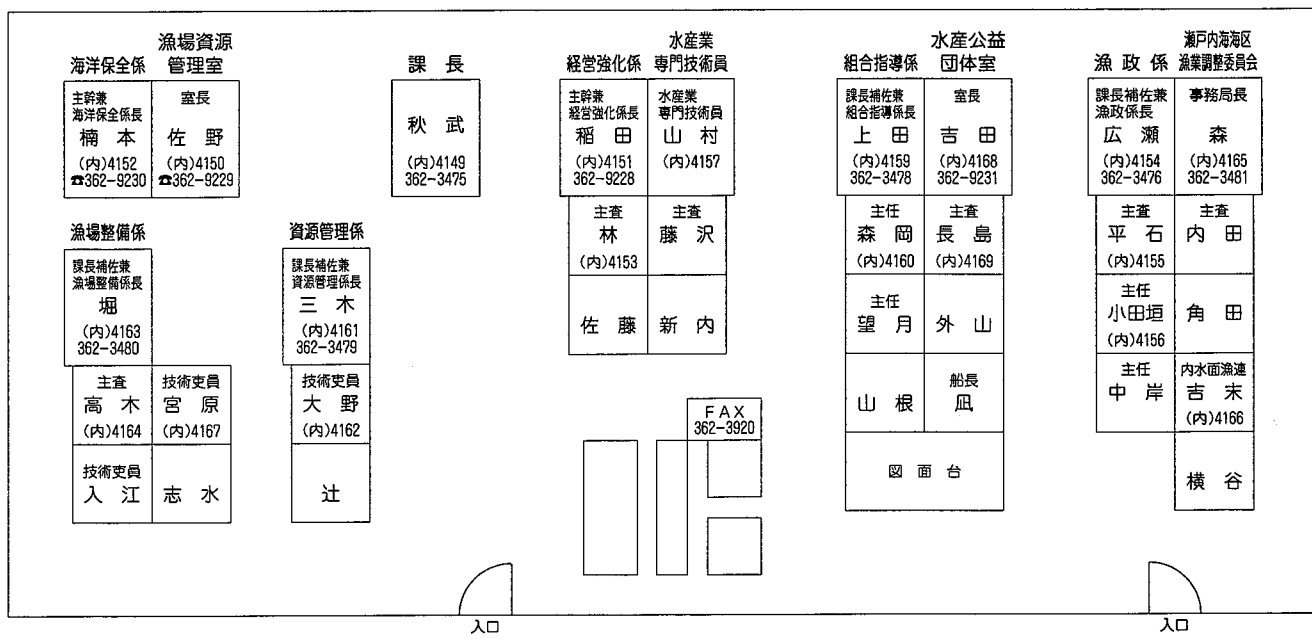 海洋保全係
漁場資源
管理室
主幹兼
海洋保全係長
楠本
(内)4152
☎362-9230
室長
佐野
(内)4150
☎362-9229
課長
秋武
(内)4149
362-3475
経営強化係
水産業
専門技術員
主幹兼
経営強化係長
稲田
(内)4151
362-9228
水産業
専門技術員
山村
(内)4157
主査
林
(内)4153
主査
藤沢
佐藤
新内
組合指導係
水産公益
団体室
課長補佐兼
組合指導係長
上田
(内)4159
362-3478
室長
吉田
(内)4168
362-9231
主任
森岡
(内)4160
主査
長島
(内)4169
主任
望月
外山
山根
船長
凪
図面台
漁政係
瀬戸内海海区
漁業調整委員会
課長補佐兼
漁政係長
広瀬
(内)4154
362-3476
事務局長
森
(内)4165
362-3481
主査
平石
(内)4155
主査
内田
主任
小田垣
(内)4156
角田
主任
中岸
内水面漁連
吉末
(内)4166
横谷
漁場整備係
課長補佐兼
漁場整備係長
堀
(内)4163
362-3480
主査
高木
(内)4164
技術吏員
宮原
(内)4167
技術吏員
入江
志水
資源管理係
課長補佐兼
資源管理係長
三木
(内)4161
362-3479
技術吏員
大野
(内)4162
辻
FAX
362-3920
入口
入口